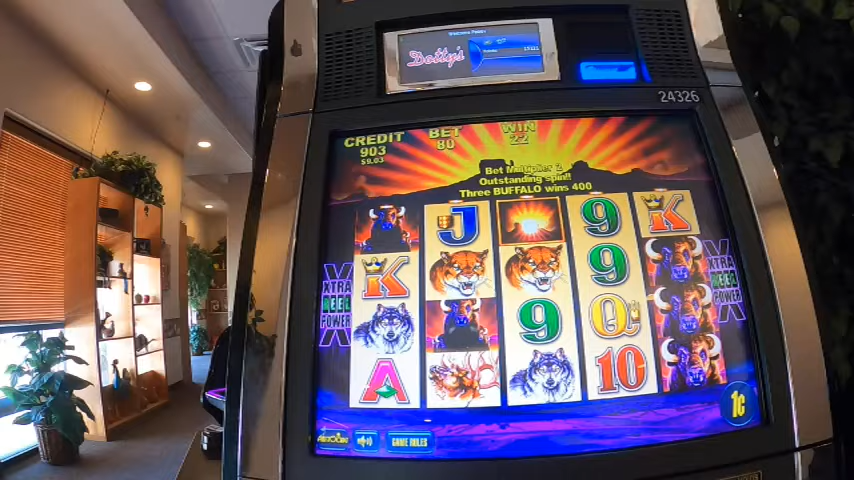 Dotty's
24326
CREDIT BET WIN
903 80 22
$9.03
Bet Multiplier 2
Outstanding spin!!
Three BUFFALO wins 400
J 9 K
K 9
9 Q
A 10
XTRA
REEL
POWER
XTRA
REEL
POWER
GAME RULES
1¢